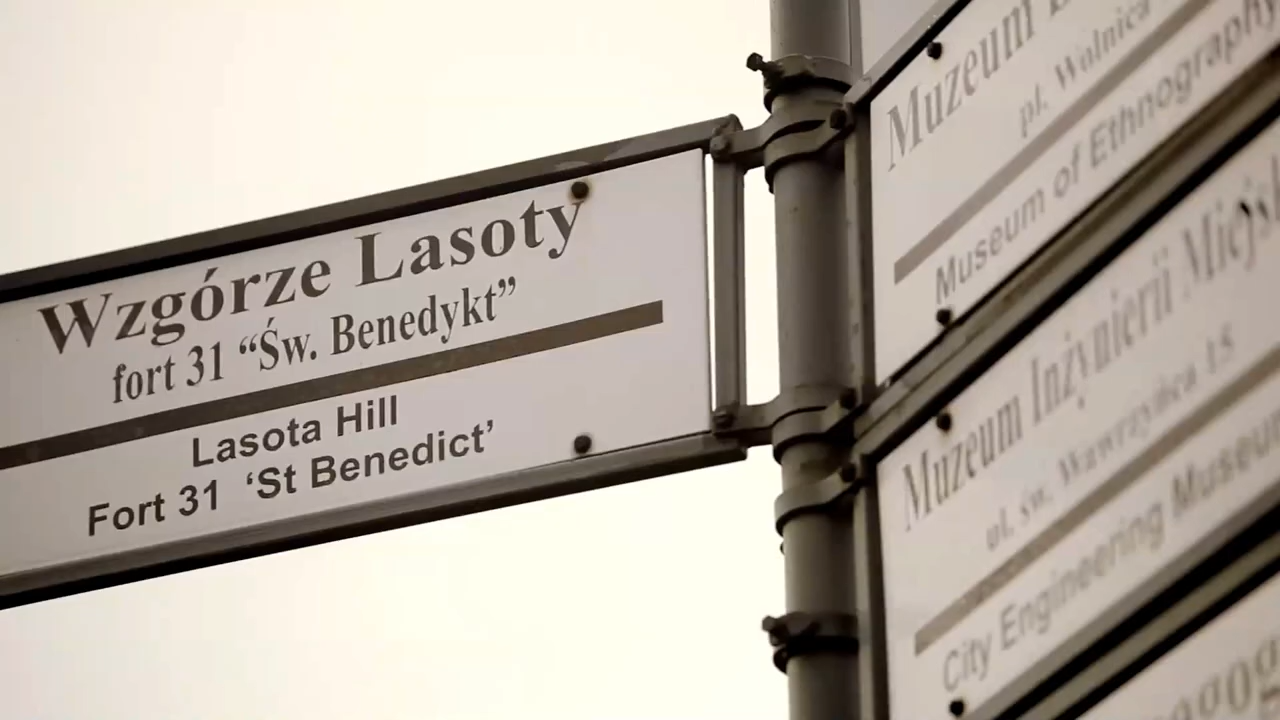 Wzgórze Lasoty
fort 31 “Św. Benedykt”
Lasota Hill
Fort 31 ‘St Benedict’
Muzeum
pl. Wolnica
Museum of Ethnography
Muzeum Inżynierii
ul. św. Wawrzyńca 15
City Engineering Museum